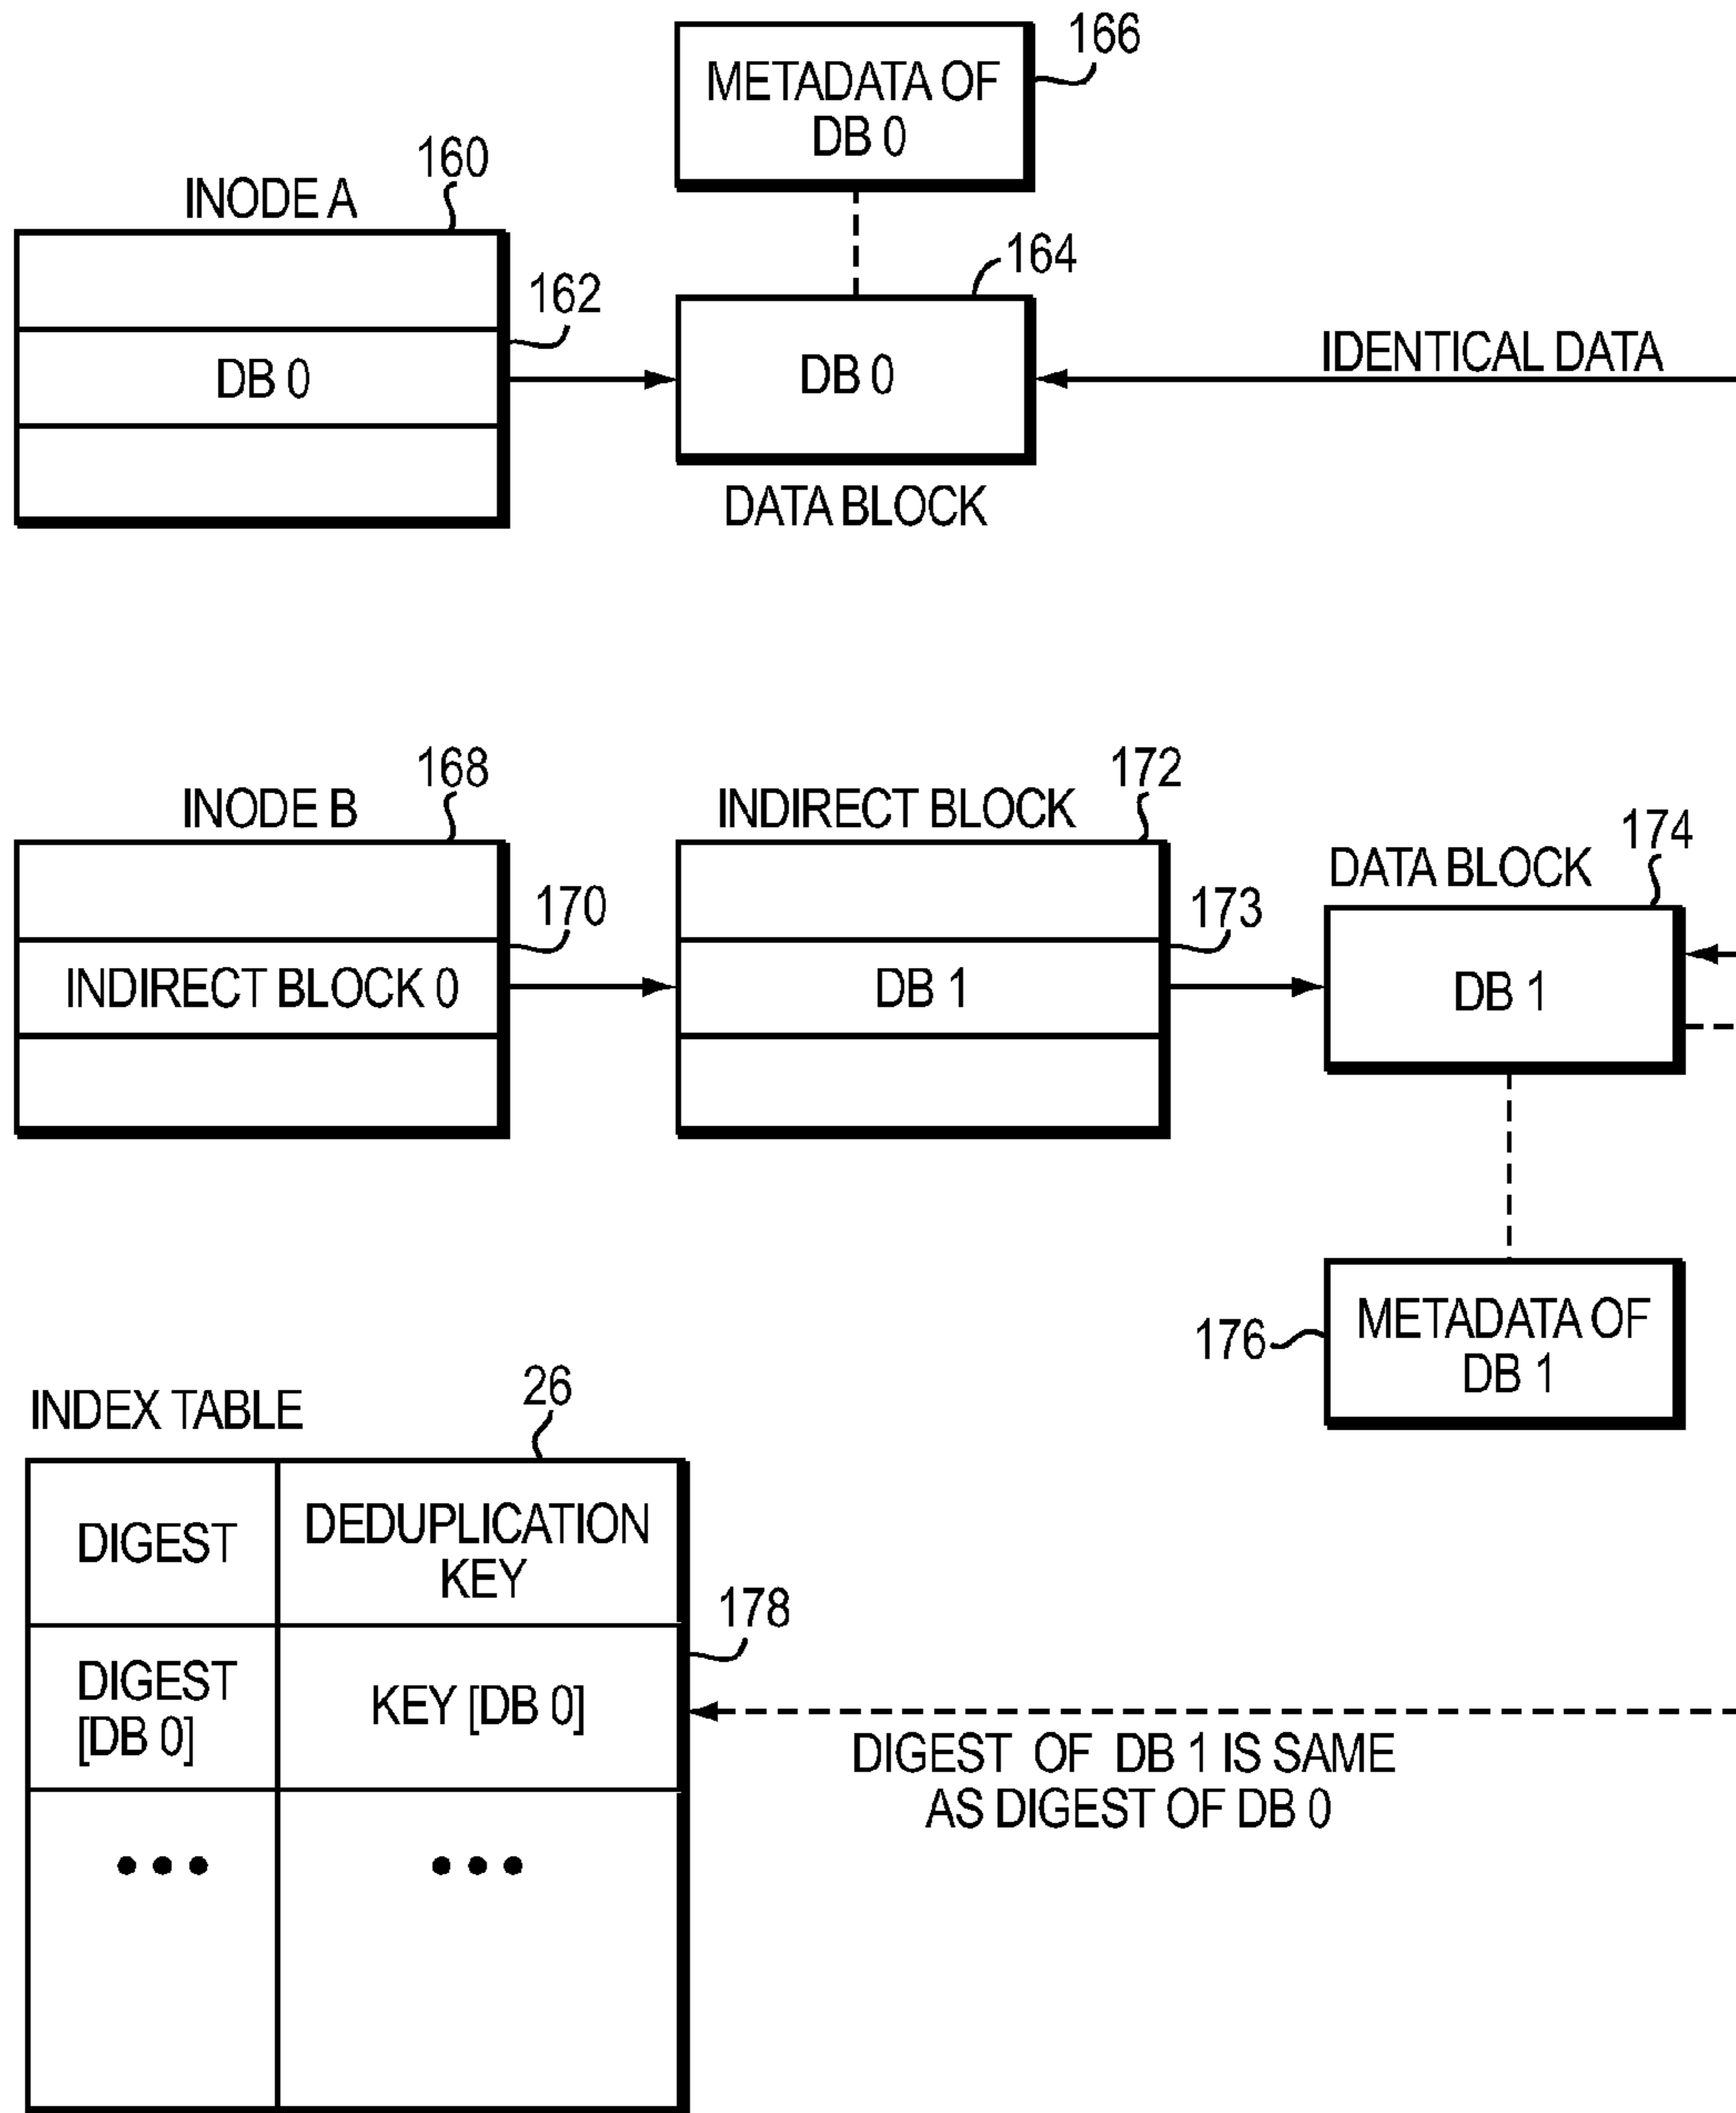 166
METADATA OF
DB 0
160
INODE A
164
162
IDENTICAL DATA
DB 0
DB 0
DATA BLOCK
168
172
INODE B
INDIRECT BLOCK
174
DATA BLOCK
170
173
INDIRECT BLOCK 0
DB 1
DB 1
176
METADATA OF
DB 1
26
INDEX TABLE
DIGEST
DEDUPLICATION
KEY
178
DIGEST
[DB 0]
KEY [DB 0]
DIGEST OF DB 1 IS SAME
AS DIGEST OF DB 0
•••
•••